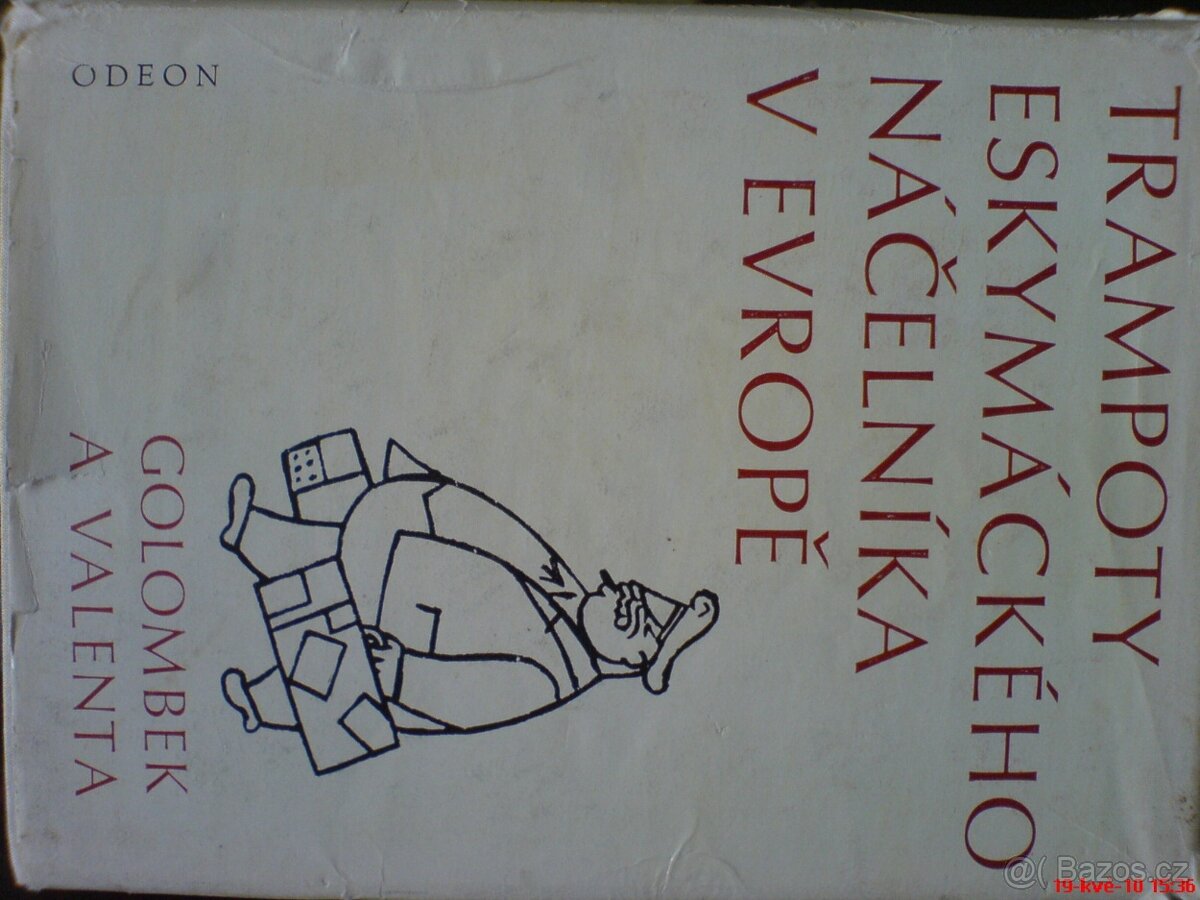 TRAMPOTY
ESKYMÁCKÉHO
NÁČELNÍKA
V EVROPĚ
GOLOMBEK
A VALENTA
ODEON
@( Bazos.cz
19-kve-10 15:36